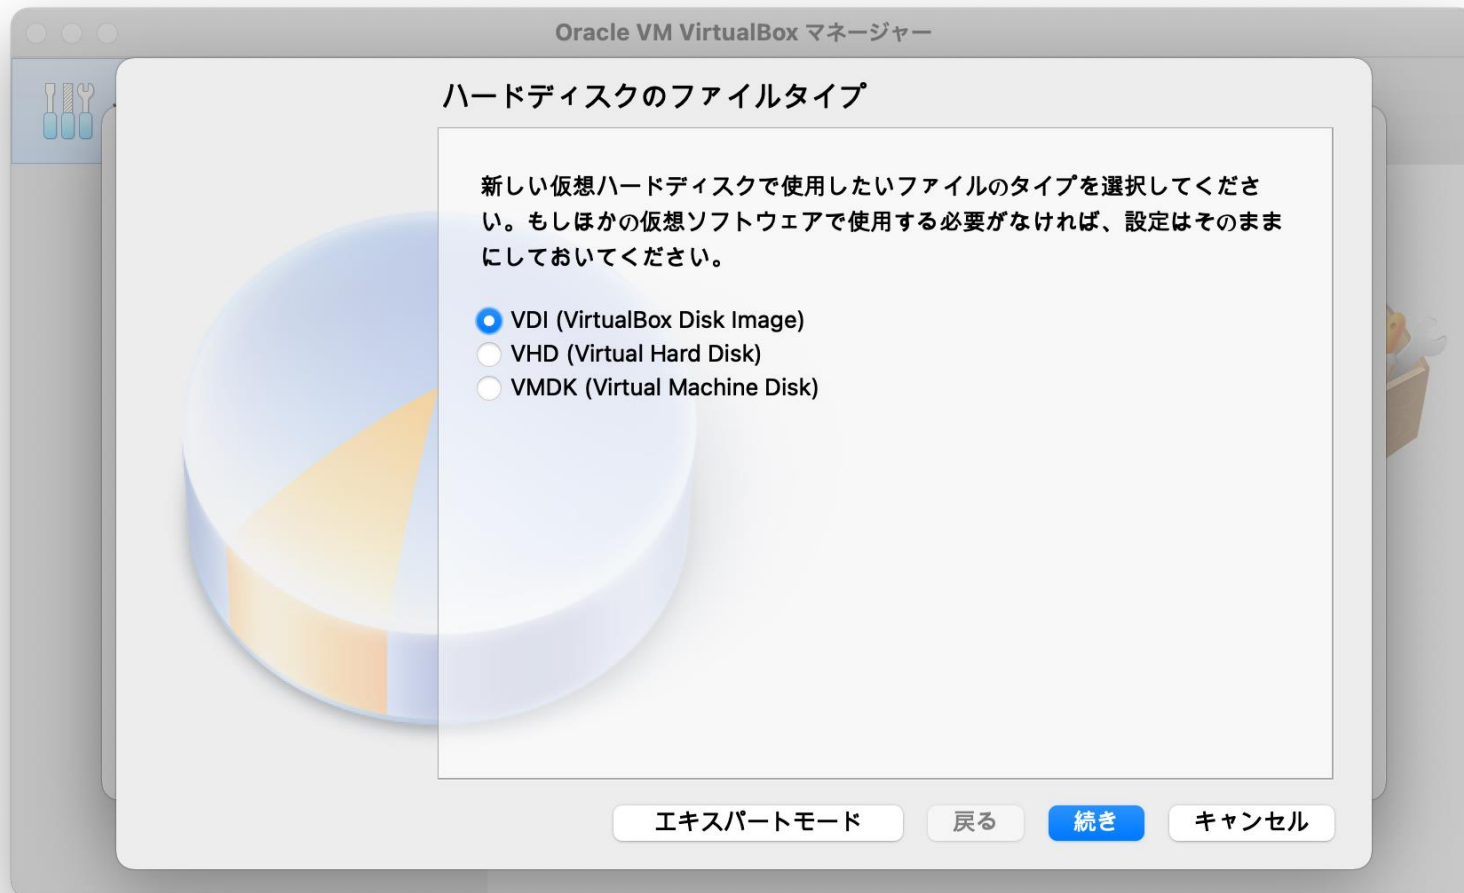 Oracle VM VirtualBox マネージャー
ハードディスクのファイルタイプ
新しい仮想ハードディスクで使用したいファイルのタイプを選択してくださ
い。もしほかの仮想ソフトウェアで使用する必要がなければ、設定はそのまま
にしておいてください。
VDI (VirtualBox Disk Image)
VHD (Virtual Hard Disk)
VMDK (Virtual Machine Disk)
エキスパートモード
戻る
続き
キャンセル